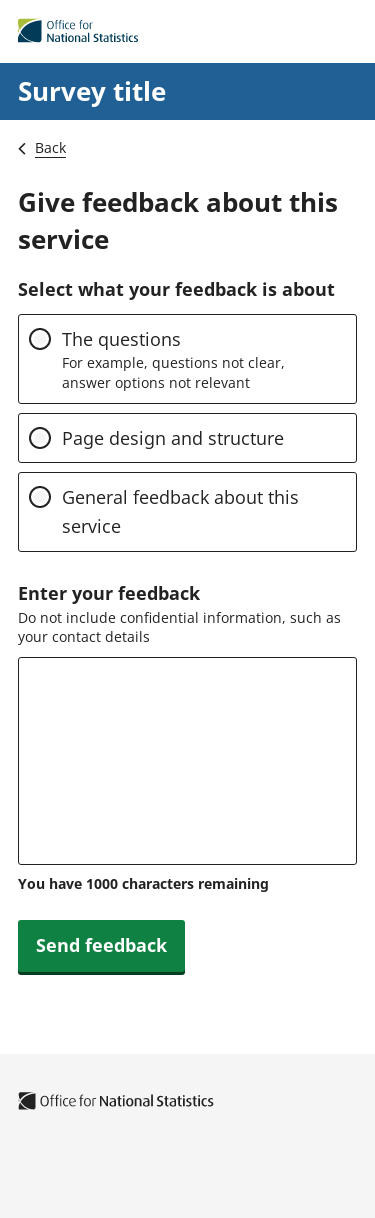 Office for
National Statistics
Survey title
Back
Give feedback about this
service
Select what your feedback is about
The questions
For example, questions not clear,
answer options not relevant
Page design and structure
General feedback about this
service
Enter your feedback
Do not include confidential information, such as
your contact details
You have 1000 characters remaining
Send feedback
Office for National Statistics